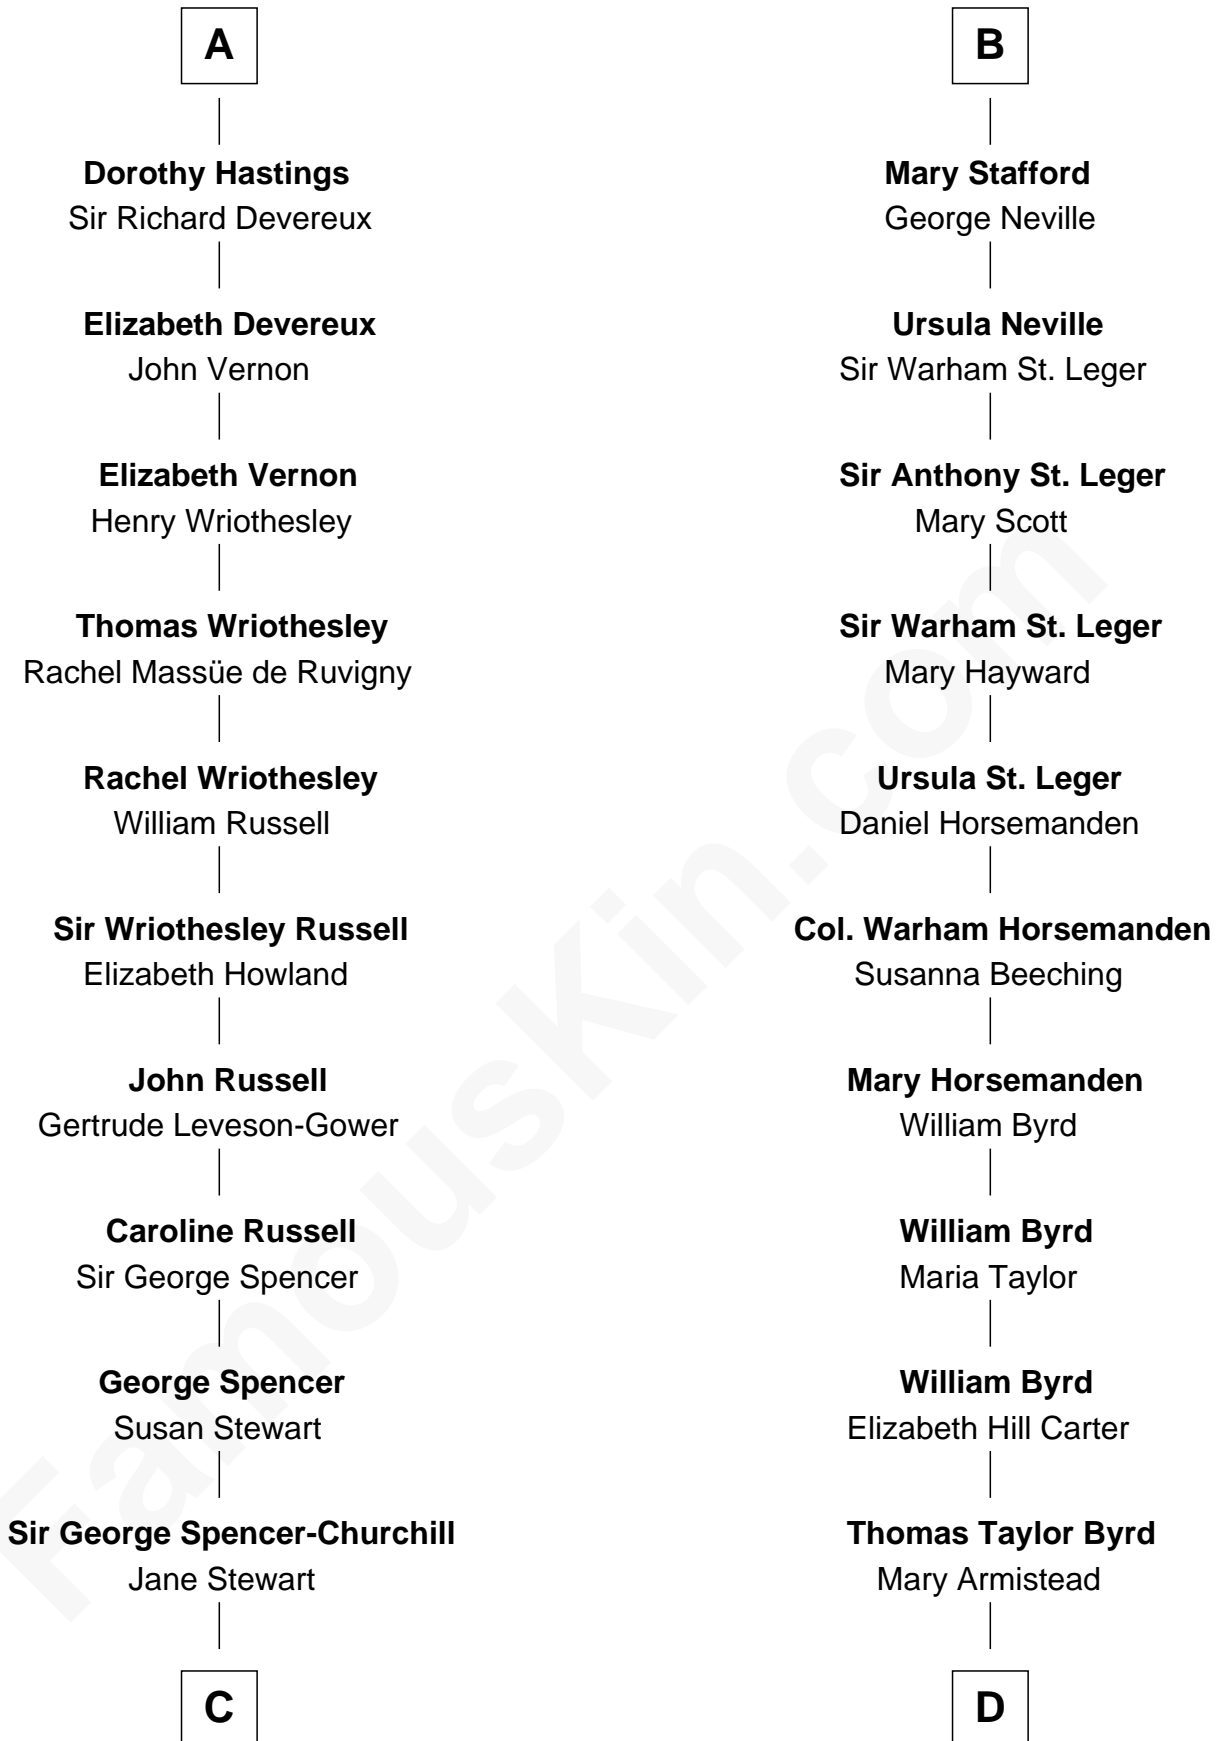 A
Dorothy Hastings
Sir Richard Devereux
Elizabeth Devereux
John Vernon
Elizabeth Vernon
Henry Wriothesley
Thomas Wriothesley
Rachel Massüe de Ruvigny
Rachel Wriothesley
William Russell
Sir Wriothesley Russell
Elizabeth Howland
John Russell
Gertrude Leveson-Gower
Caroline Russell
Sir George Spencer
George Spencer
Susan Stewart
Sir George Spencer-Churchill
Jane Stewart
C
B
Mary Stafford
George Neville
Ursula Neville
Sir Warham St. Leger
Sir Anthony St. Leger
Mary Scott
Sir Warham St. Leger
Mary Hayward
Ursula St. Leger
Daniel Horsemanden
Col. Warham Horsemanden
Susanna Beeching
Mary Horsemanden
William Byrd
William Byrd
Maria Taylor
William Byrd
Elizabeth Hill Carter
Thomas Taylor Byrd
Mary Armistead
D
FamousKin.com